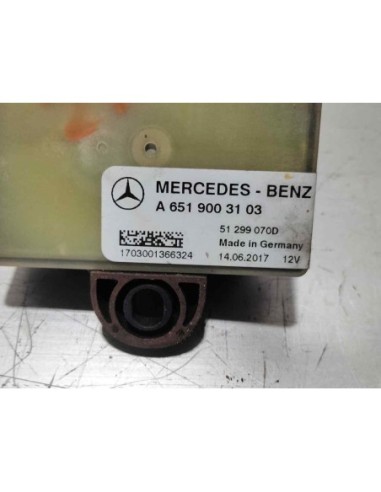 MERCEDES - BENZ
A 651 900 31 03
51 299 070D
Made in Germany
1703001366324 14.06.2017 12V